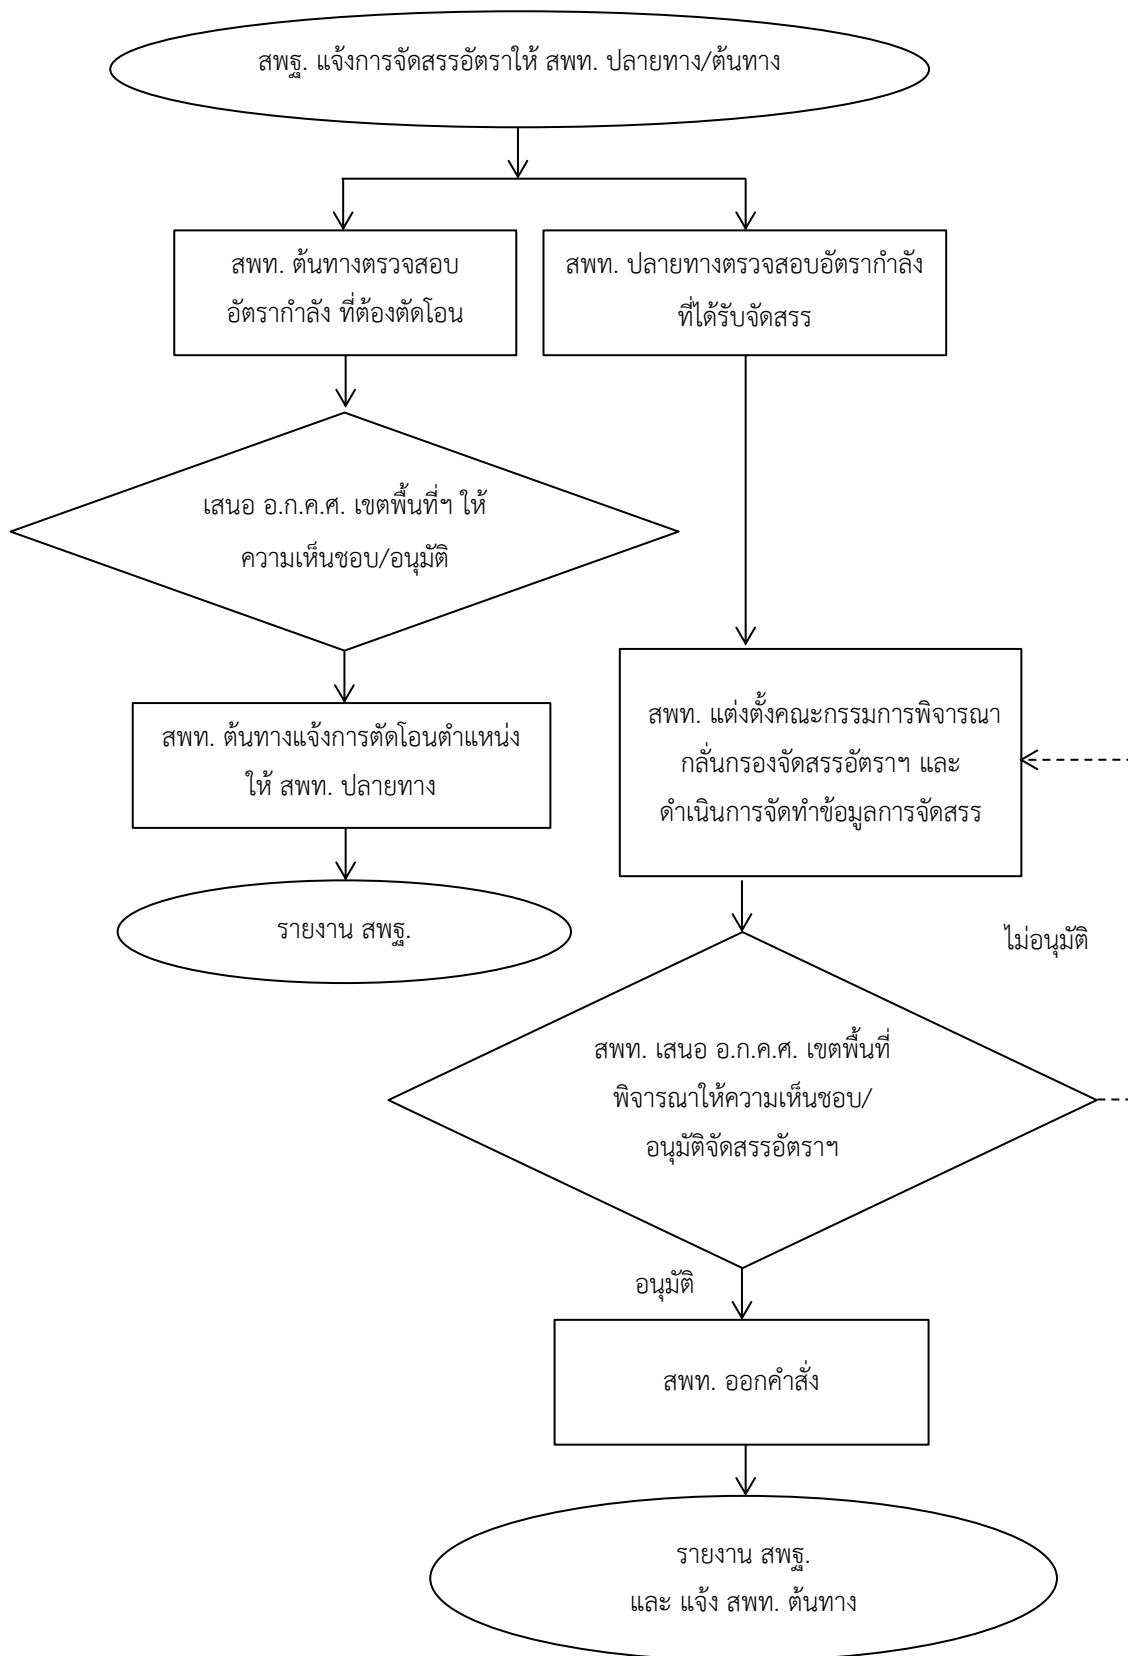 สพฐ. แจ้งการจัดสรรอัตราให้ สพท. ปลายทาง/ต้นทาง
สพท. ต้นทางตรวจสอบ
อัตรากำลัง ที่ต้องตัดโอน
สพท. ปลายทางตรวจสอบอัตรากำลัง
ที่ได้รับจัดสรร
เสนอ อ.ก.ค.ศ. เขตพื้นที่ฯ ให้
ความเห็นชอบ/อนุมัติ
สพท. ต้นทางแจ้งการตัดโอนตำแหน่ง
ให้ สพท. ปลายทาง
รายงาน สพฐ.
สพท. แต่งตั้งคณะกรรมการพิจารณา
กลั่นกรองจัดสรรอัตราฯ และ
ดำเนินการจัดทำข้อมูลการจัดสรร
ไม่อนุมัติ
สพท. เสนอ อ.ก.ค.ศ. เขตพื้นที่
พิจารณาให้ความเห็นชอบ/
อนุมัติจัดสรรอัตราฯ
อนุมัติ
สพท. ออกคำสั่ง
รายงาน สพฐ.
และ แจ้ง สพท. ต้นทาง